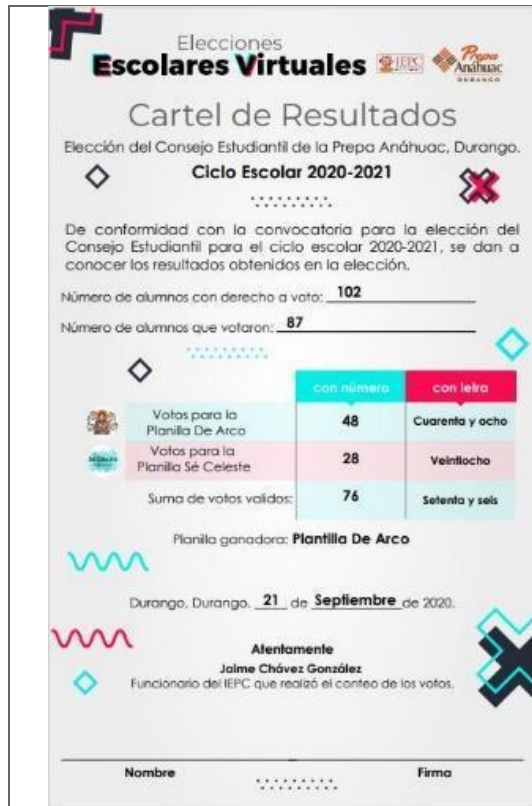 Elecciones
Escolares Virtuales IEPC Prepa Anáhuac DURANGO
Cartel de Resultados
Elección del Consejo Estudiantil de la Prepa Anáhuac, Durango.
Ciclo Escolar 2020-2021
De conformidad con la convocatoria para la elección del
Consejo Estudiantil para el ciclo escolar 2020-2021, se dan a
conocer los resultados obtenidos en la elección.
Número de alumnos con derecho a voto: 102
Número de alumnos que votaron: 87
con número con letra
Votos para la
Planilla De Arco 48 Cuarenta y ocho
Votos para la
Planilla Sé Celeste 28 Veintiocho
Suma de votos validos: 76 Setenta y seis
Planilla ganadora: Plantilla De Arco
Durango, Durango. 21 de Septiembre de 2020.
Atentamente
Jaime Chávez González
Funcionario del IEPC que realizó el conteo de los votos.
Nombre Firma